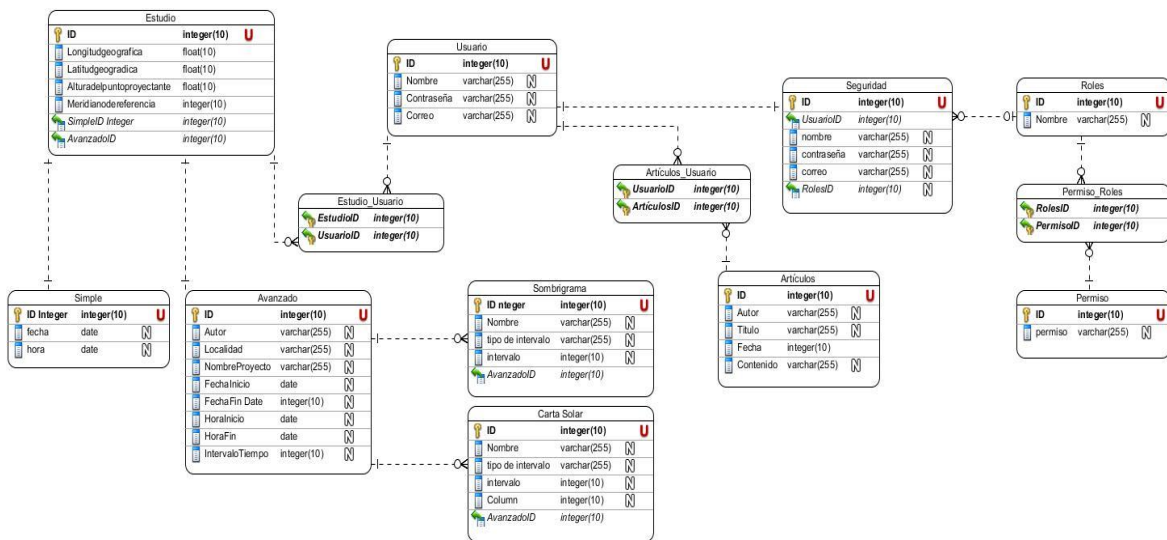 Estudio
ID integer(10) U
Longitudgeografica float(10)
Latitudgeogradica float(10)
Alturadelpuntoproyectante float(10)
Meridianodereferencia integer(10)
SimpleID Integer integer(10)
AvanzadoID integer(10)
Usuario
ID integer(10) U
Nombre varchar(255) N
Contraseña varchar(255) N
Correo varchar(255) N
Seguridad
ID integer(10) U
UsuarioID integer(10)
nombre varchar(255) N
contraseña varchar(255) N
correo varchar(255) N
RolesID integer(10) N
Roles
ID integer(10) U
Nombre varchar(255) N
Estudio_Usuario
EstudioID integer(10)
UsuarioID integer(10)
Artículos_Usuario
UsuarioID integer(10)
ArtículosID integer(10)
Permiso_Roles
RolesID integer(10)
PermisoID integer(10)
Simple
ID Integer integer(10) U
fecha date N
hora date N
Avanzado
ID integer(10) U
Autor varchar(255) N
Localidad varchar(255) N
NombreProyecto varchar(255) N
FechaInicio date N
FechaFin Date integer(10) N
HoraInicio date N
HoraFin date N
IntervaloTiempo integer(10) N
Sombrigrama
ID nteger integer(10) U
Nombre varchar(255) N
tipo de intervalo varchar(255) N
intervalo integer(10) N
AvanzadoID integer(10)
Carta Solar
ID integer(10) U
Nombre varchar(255) N
tipo de intervalo varchar(255) N
intervalo integer(10) N
Column integer(10) N
AvanzadoID integer(10)
Artículos
ID integer(10) U
Autor varchar(255) N
Titulo varchar(255) N
Fecha integer(10)
Contenido varchar(255) N
Permiso
ID integer(10) U
permiso varchar(255) N